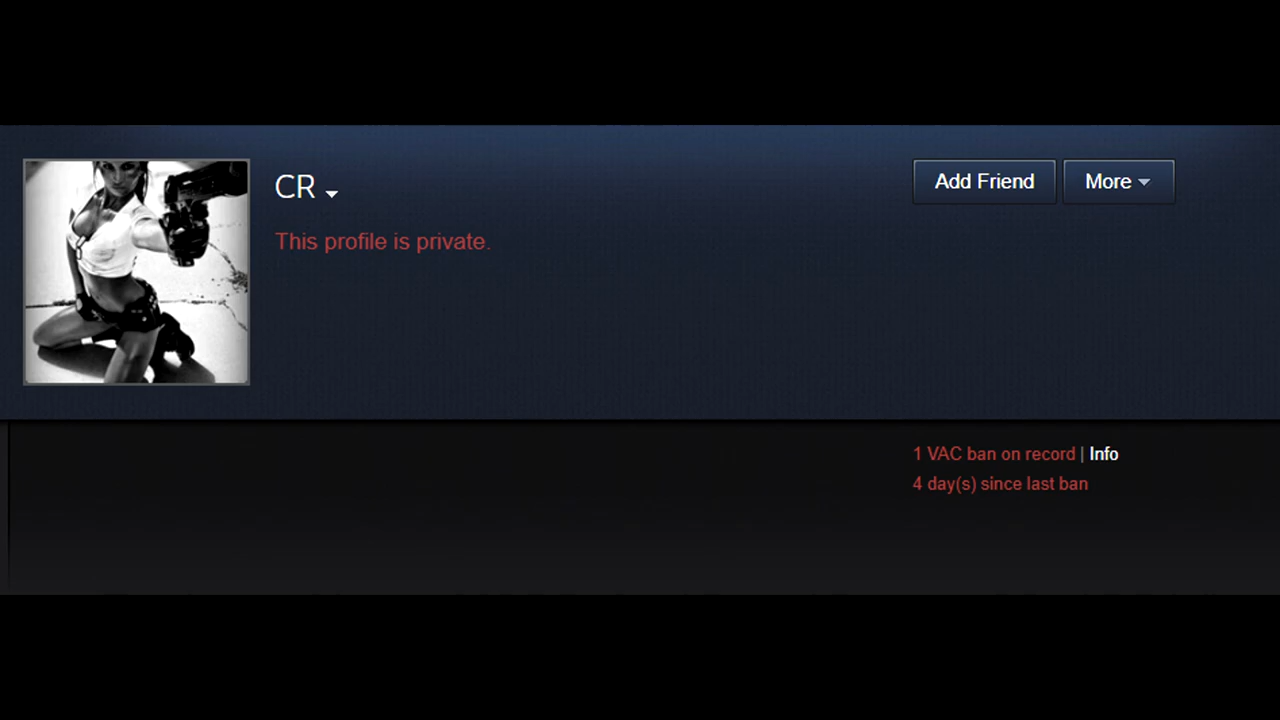 CR
Add Friend
More
This profile is private.
1 VAC ban on record | Info
4 day(s) since last ban